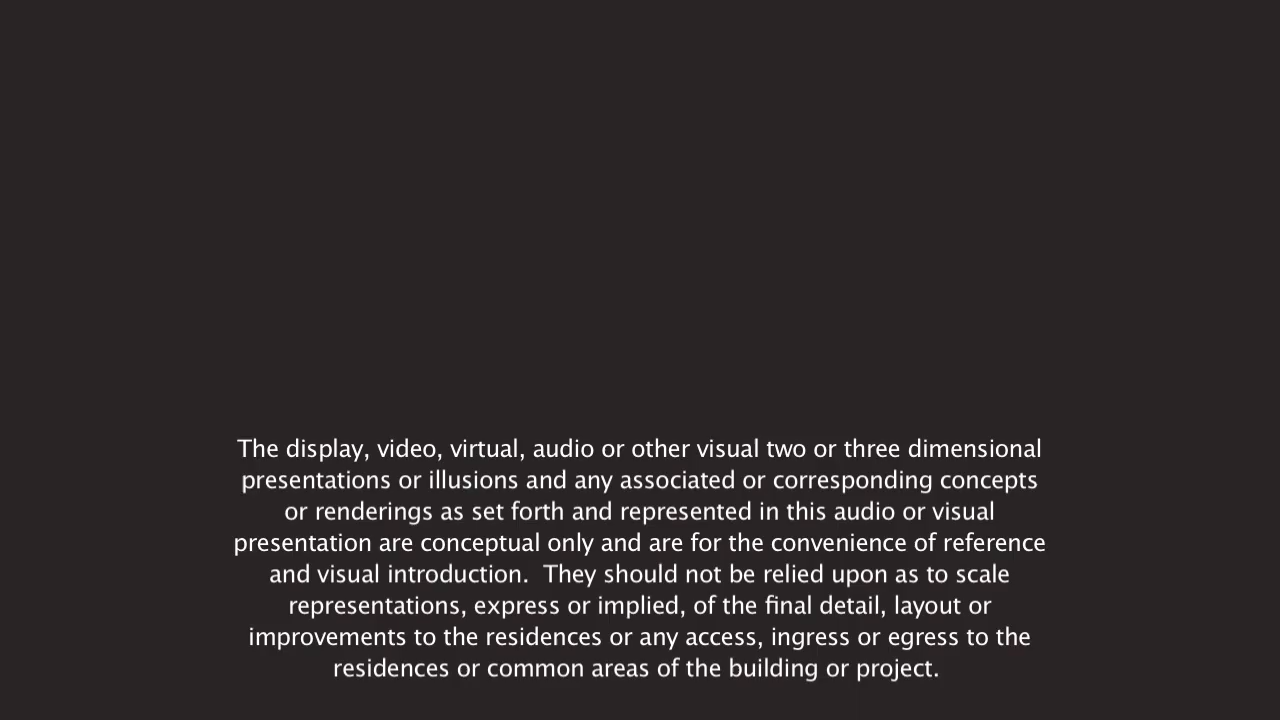 The display, video, virtual, audio or other visual two or three dimensional
presentations or illusions and any associated or corresponding concepts
or renderings as set forth and represented in this audio or visual
presentation are conceptual only and are for the convenience of reference
and visual introduction.  They should not be relied upon as to scale
representations, express or implied, of the final detail, layout or
improvements to the residences or any access, ingress or egress to the
residences or common areas of the building or project.